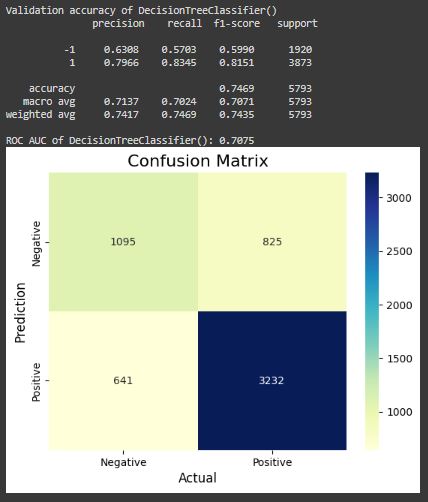 Validation accuracy of DecisionTreeClassifier()
precision recall f1-score support
-1 0.6308 0.5703 0.5990 1920
1 0.7966 0.8345 0.8151 3873
accuracy 0.7469 5793
macro avg 0.7137 0.7024 0.7071 5793
weighted avg 0.7417 0.7469 0.7435 5793
ROC AUC of DecisionTreeClassifier(): 0.7075
Confusion Matrix
3000
2500
2000
1500
1000
Prediction
Negative
1095 825
Positive
641 3232
Negative Positive
Actual